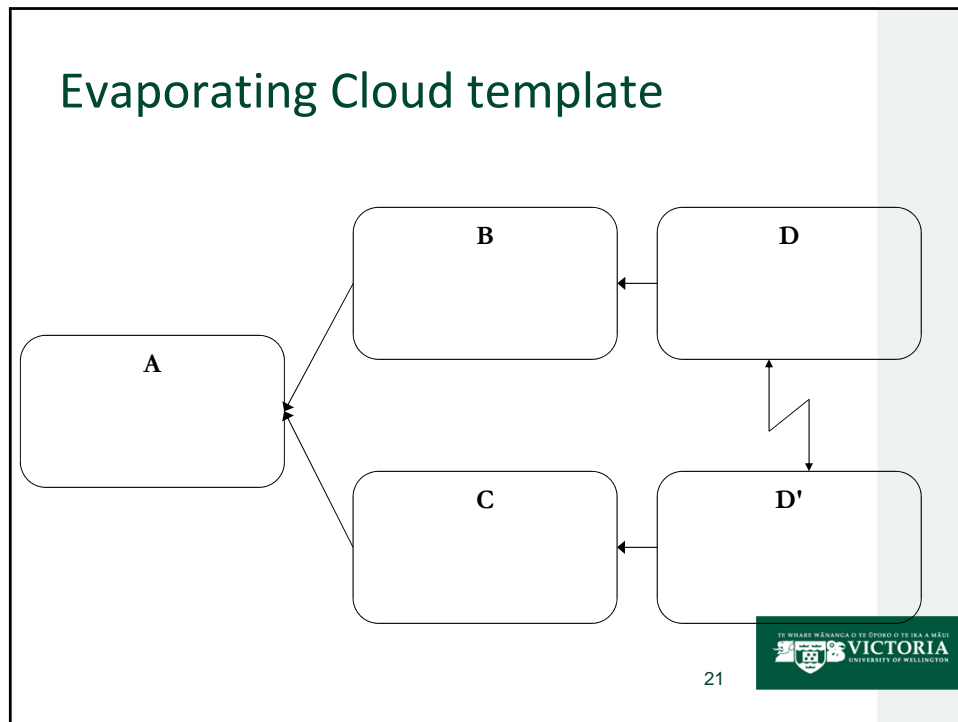 Evaporating Cloud template
B
D
A
C
D'
TE WHARE WĀNANGA O TE ŪPOKO O TE IKA A MĀUI
VICTORIA
UNIVERSITY OF WELLINGTON
21